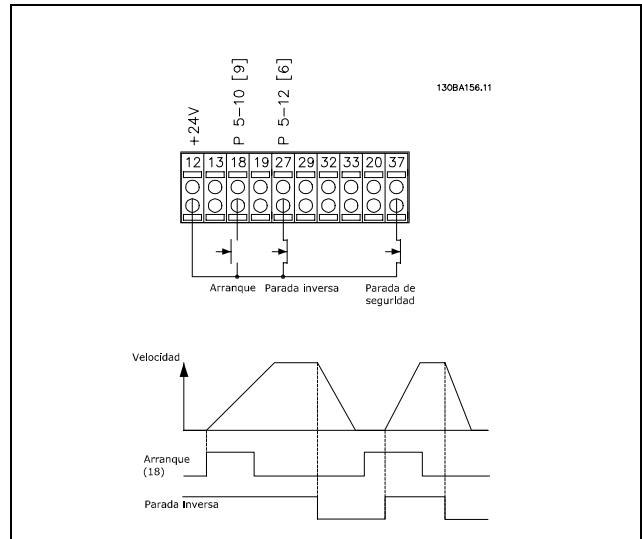 130BA156.11
+24V
P 5-10 [9]
P 5-12 [6]
12 13 18 19 27 29 32 33 20 37
Arranque Parada inversa Parada de
seguridad
Velocidad
Arranque
(18)
Parada Inversa